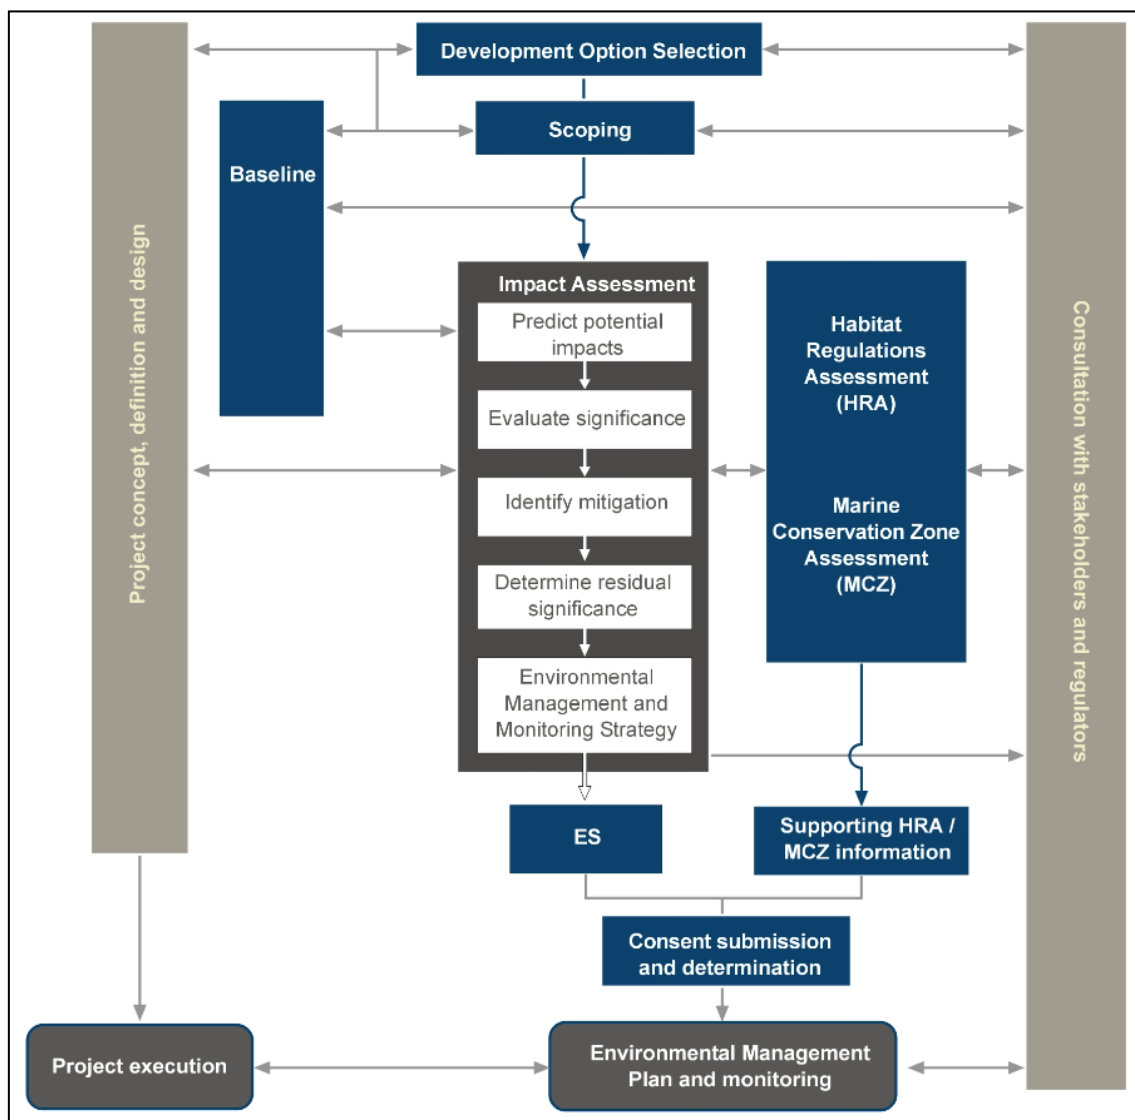 Development Option Selection
Scoping
Baseline
Project concept, definition and design
Consultation with stakeholders and regulators
Impact Assessment
Predict potential
impacts
Evaluate significance
Identify mitigation
Determine residual
significance
Environmental
Management and
Monitoring Strategy
Habitat
Regulations
Assessment
(HRA)
Marine
Conservation Zone
Assessment
(MCZ)
ES
Supporting HRA /
MCZ information
Consent submission
and determination
Project execution
Environmental Management
Plan and monitoring